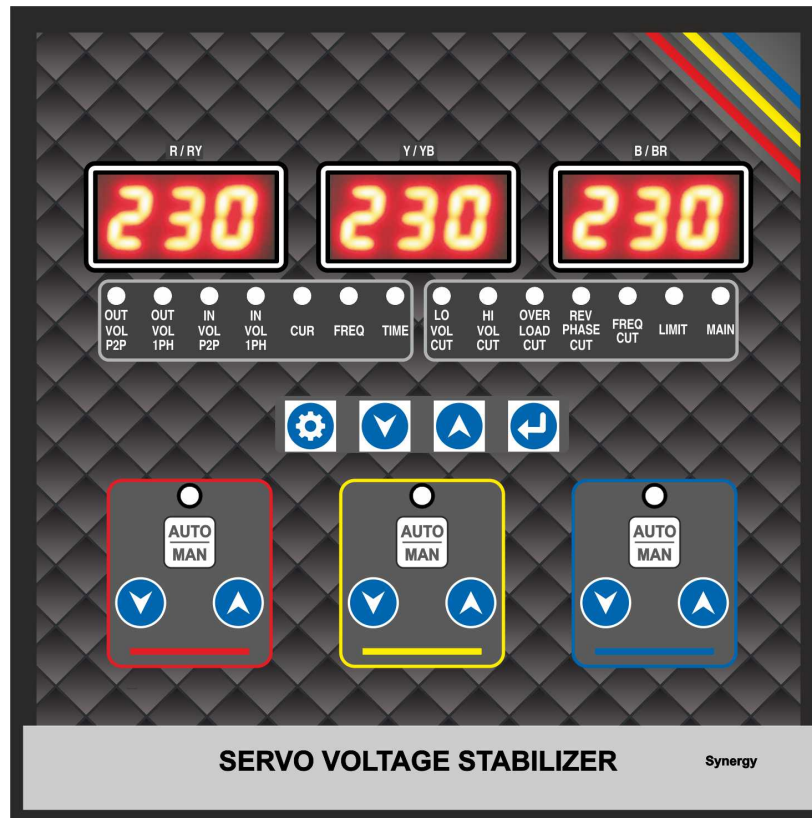 R / RY
Y / YB
B / BR
230
230
230
OUT VOL P2P
OUT VOL 1PH
IN VOL P2P
IN VOL 1PH
CUR
FREQ
TIME
LO VOL CUT
HI VOL CUT
OVER LOAD CUT
REV PHASE CUT
FREQ CUT
LIMIT
MAIN
AUTO
MAN
AUTO
MAN
AUTO
MAN
SERVO VOLTAGE STABILIZER
Synergy